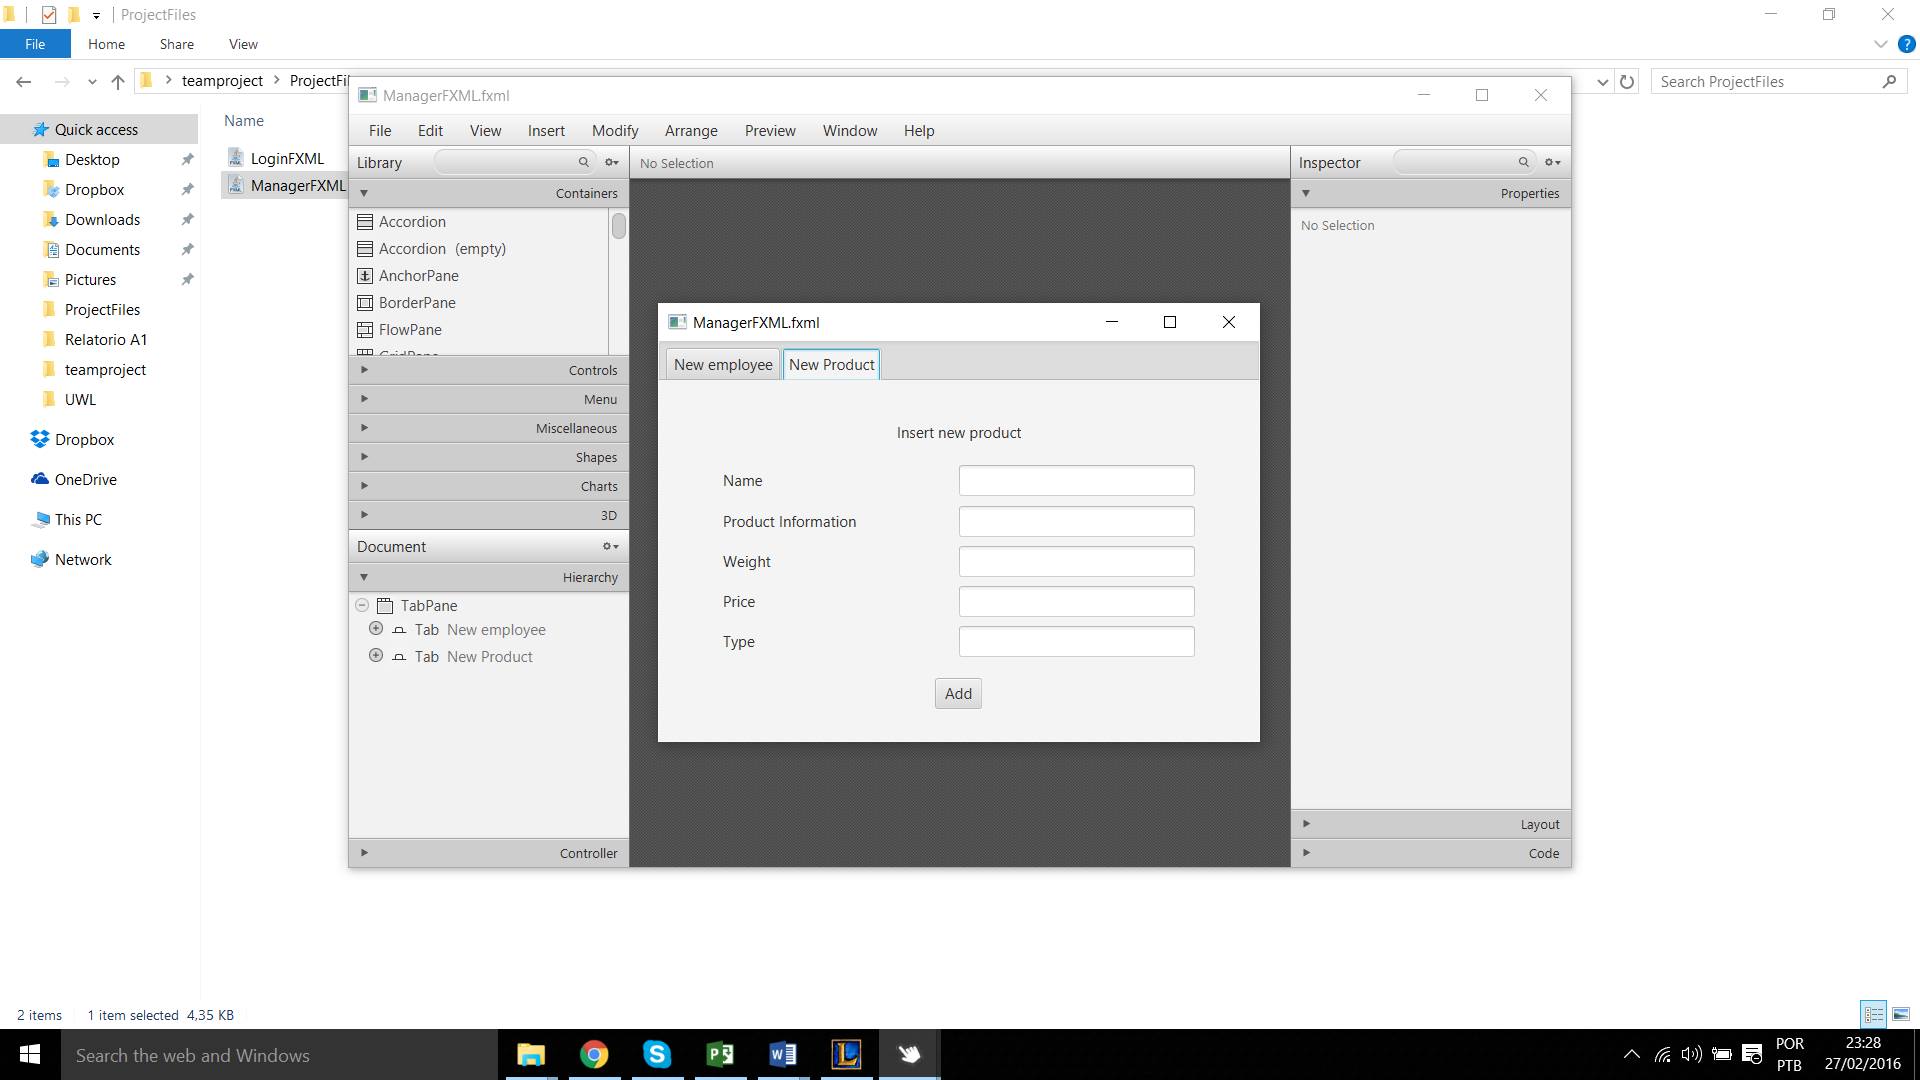 ProjectFiles
File Home Share View
teamproject ProjectFil
Search ProjectFiles
Quick access
Desktop
Dropbox
Downloads
Documents
Pictures
ProjectFiles
Relatorio A1
teamproject
UWL
Dropbox
OneDrive
This PC
Network
Name
LoginFXML
ManagerFXML
ManagerFXML.fxml
File Edit View Insert Modify Arrange Preview Window Help
Library
Containers
Accordion
Accordion (empty)
AnchorPane
BorderPane
FlowPane
GridPane
Controls
Menu
Miscellaneous
Shapes
Charts
3D
Document
Hierarchy
TabPane
Tab New employee
Tab New Product
Controller
No Selection
ManagerFXML.fxml
New employee New Product
Insert new product
Name
Product Information
Weight
Price
Type
Add
Inspector
Properties
No Selection
Layout
Code
2 items 1 item selected 4,35 KB
Search the web and Windows
POR
PTB
23:28
27/02/2016